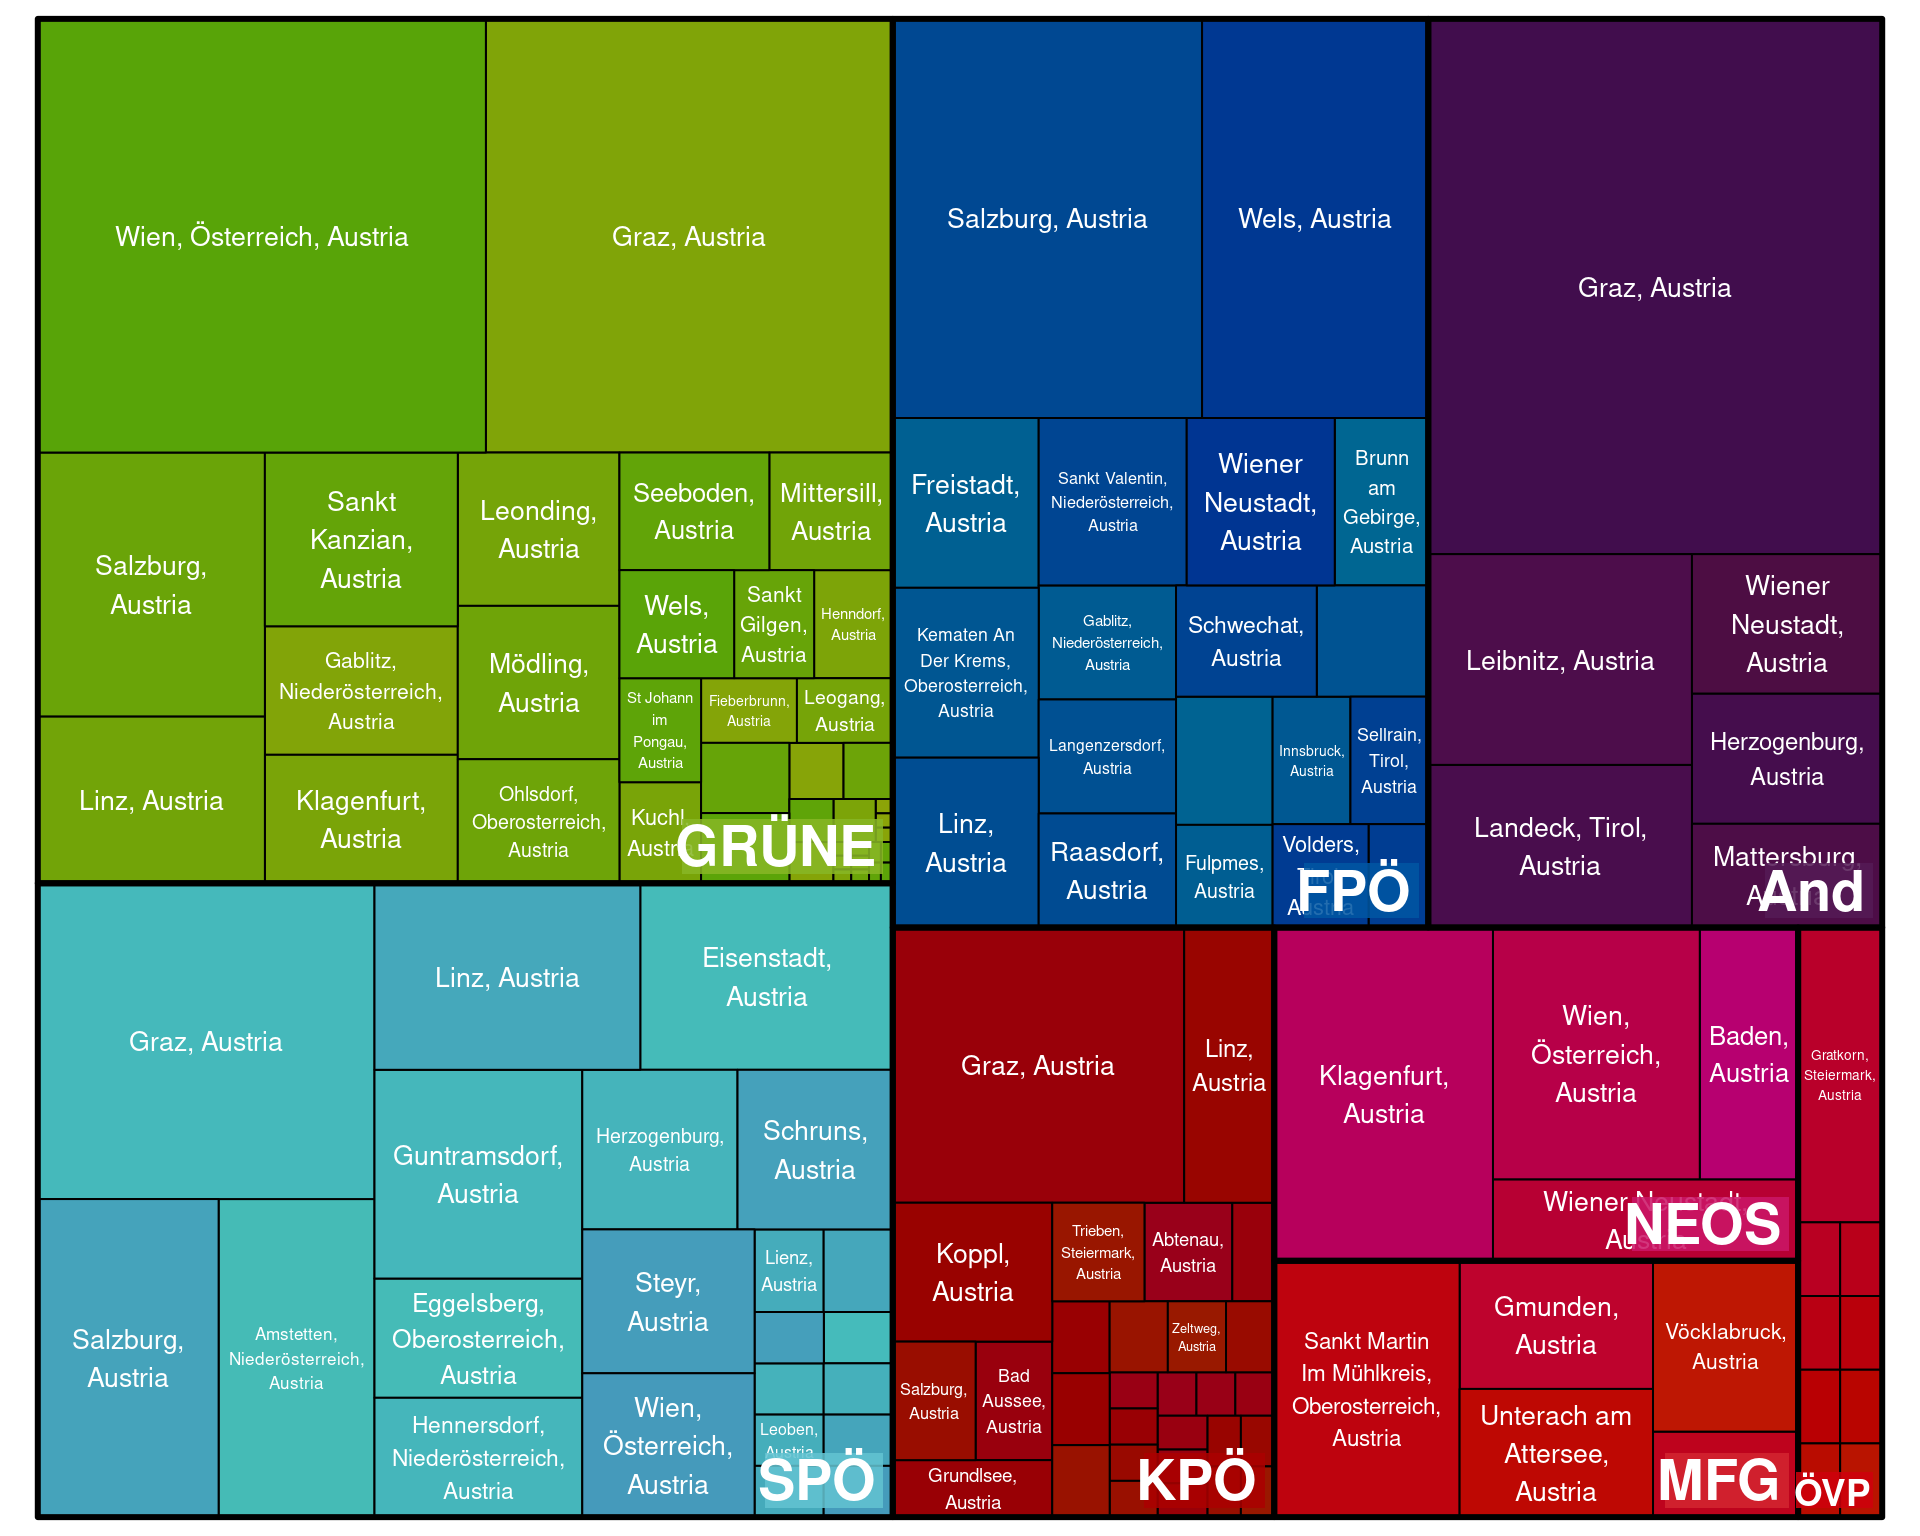 Wien, Österreich, Austria
Graz, Austria
Salzburg,
Austria
Linz, Austria
Sankt
Kanzian,
Austria
Gablitz,
Niederösterreich,
Austria
Klagenfurt,
Austria
Leonding,
Austria
Mödling,
Austria
Ohlsdorf,
Oberosterreich,
Austria
Seeboden,
Austria
Mittersill,
Austria
Wels,
Austria
Sankt
Gilgen,
Austria
Henndorf,
Austria
St Johann
im
Pongau,
Austria
Fieberbrunn,
Austria
Leogang,
Austria
Kuchl,
Austria
GRÜNE
Salzburg, Austria
Wels, Austria
Freistadt,
Austria
Sankt Valentin,
Niederösterreich,
Austria
Wiener
Neustadt,
Austria
Brunn
am
Gebirge,
Austria
Kematen An
Der Krems,
Oberosterreich,
Austria
Gablitz,
Niederösterreich,
Austria
Schwechat,
Austria
Langenzersdorf,
Austria
Innsbruck,
Austria
Sellrain,
Tirol,
Austria
Linz,
Austria
Raasdorf,
Austria
Fulpmes,
Austria
Volders,
Tirol,
Austria
FPÖ
Graz, Austria
Leibnitz, Austria
Landeck, Tirol,
Austria
Wiener
Neustadt,
Austria
Herzogenburg,
Austria
Mattersburg,
Austria
And
Graz, Austria
Linz, Austria
Eisenstadt,
Austria
Salzburg,
Austria
Amstetten,
Niederösterreich,
Austria
Guntramsdorf,
Austria
Eggelsberg,
Oberosterreich,
Austria
Hennersdorf,
Niederösterreich,
Austria
Herzogenburg,
Austria
Schruns,
Austria
Steyr,
Austria
Wien,
Österreich,
Austria
Lienz,
Austria
Leoben,
Austria
SPÖ
Graz, Austria
Linz,
Austria
Koppl,
Austria
Trieben,
Steiermark,
Austria
Abtenau,
Austria
Zeltweg,
Austria
Salzburg,
Austria
Bad
Aussee,
Austria
Grundlsee,
Austria
KPÖ
Klagenfurt,
Austria
Wien,
Österreich,
Austria
Baden,
Austria
Wiener Neustadt,
Austria
NEOS
Sankt Martin
Im Mühlkreis,
Oberosterreich,
Austria
Gmunden,
Austria
Unterach am
Attersee,
Austria
Vöcklabruck,
Austria
MFG
Gratkorn,
Steiermark,
Austria
ÖVP